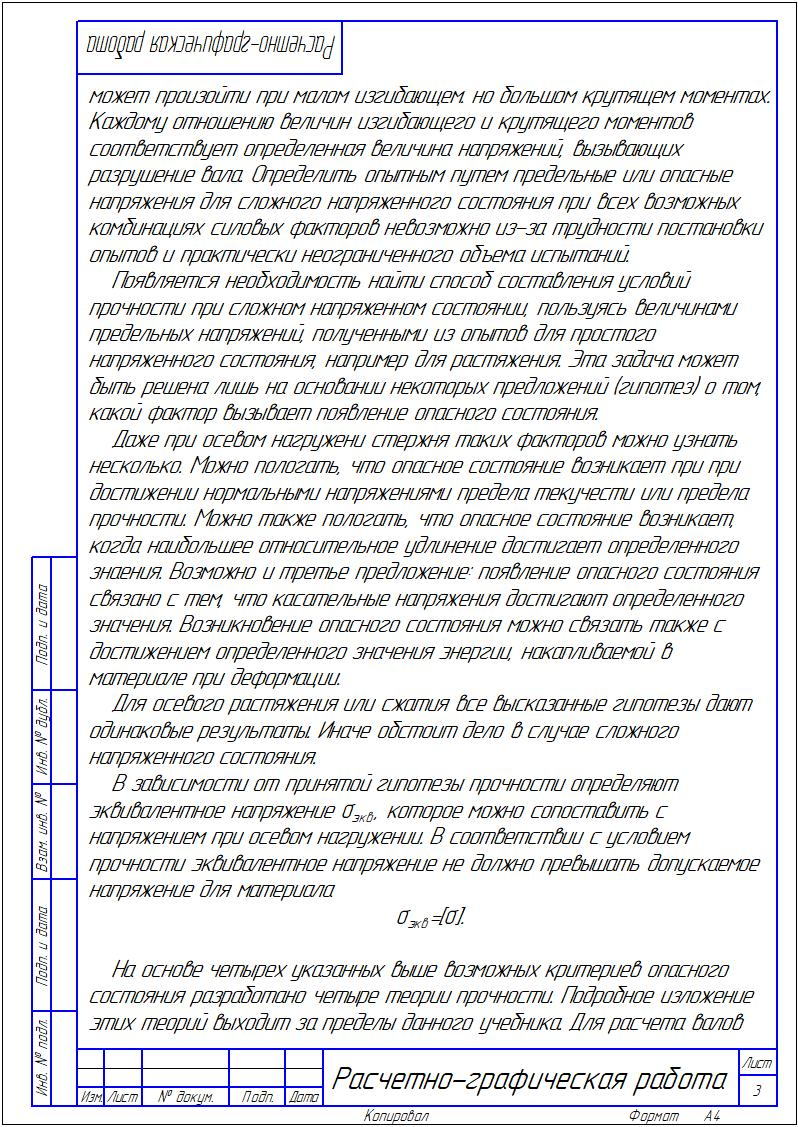 Расчетно-графическая работа
может произойти при малом изгибающем. но большом крутящем моментах.
Каждому отношению величин изгибающего и крутящего моментов
соответствует определенная величина напряжений, вызывающих
разрушение вала. Определить опытным путем предельные или опасные
напряжения для сложного напряженного состояния при всех возможных
комбинациях силовых факторов невозможно из-за трудности постановки
опытов и практически неограниченного объема испытаний.
Появляется необходимость найти способ составления условий
прочности при сложном напряженном состоянии, пользуясь величинами
предельных напряжений, полученными из опытов для простого
напряженного состояния, например для растяжения. Эта задача может
быть решена лишь на основании некоторых предложений (гипотез) о том,
какой фактор вызывает появление опасного состояния.
Даже при осевом нагружени стержня таких факторов можно узнать
несколько. Можно пологать, что опасное состояние возникает при при
достижении нормальными напряжениями предела текучести или предела
прочности. Можно также пологать, что опасное состояние возникает,
когда наибольшее относительное удлинение достигает определенного
знаения. Возможно и третье предложение: появление опасного состояния
связано с тем, что касательные напряжения достигают определенного
значения. Возникновение опасного состояния можно связать также с
достижением определенного значения энергии, накапливаемой в
материале при деформации.
Для осевого растяжения или сжатия все высказанные гипотезы дают
одинаковые результаты. Иначе обстоит дело в случае сложного
напряженного состояния.
В зависимости от принятой гипотезы прочности определяют
эквивалентное напряжение σэкв, которое можно сопоставить с
напряжением при осевом нагружении. В соответствии с условием
прочности эквивалентное напряжение не должно превышать допускаемое
напряжение для материала
σэкв=[σ].
На основе четырех указанных выше возможных критериев опасного
состояния разработано четыре теории прочности. Подробное изложение
этих теорий выходит за пределы данного учебника. Для расчета валов
Подп. и дата
Инв. № дубл.
Взам. инв. №
Подп. и дата
Инв. № подл.
Изм. Лист № докум. Подп. Дата
Расчетно-графическая работа
Лист
3
Копировал Формат А4